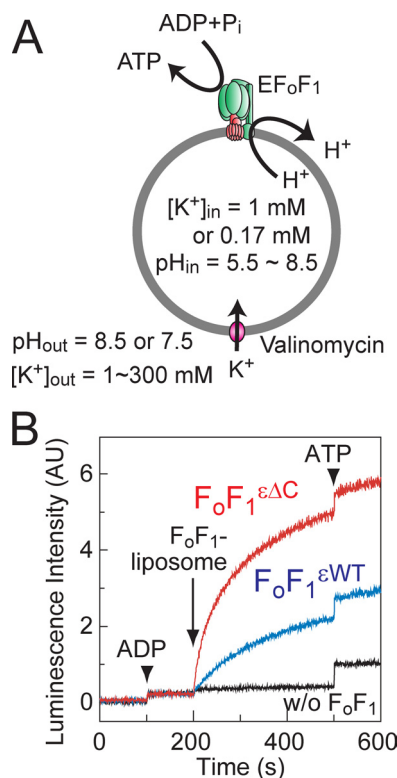 A
ADP+Pi
ATP
EFoF1
H+
H+
[K+]in = 1 mM
or 0.17 mM
pHin = 5.5 ~ 8.5
pHout = 8.5 or 7.5
Valinomycin
[K+]out = 1~300 mM
K+
B
Luminescence Intensity (AU)
6
4
2
0
ATP
FoF1εΔC
FoF1-
liposome
FoF1εWT
ADP
w/o FoF1
0
200
400
600
Time (s)